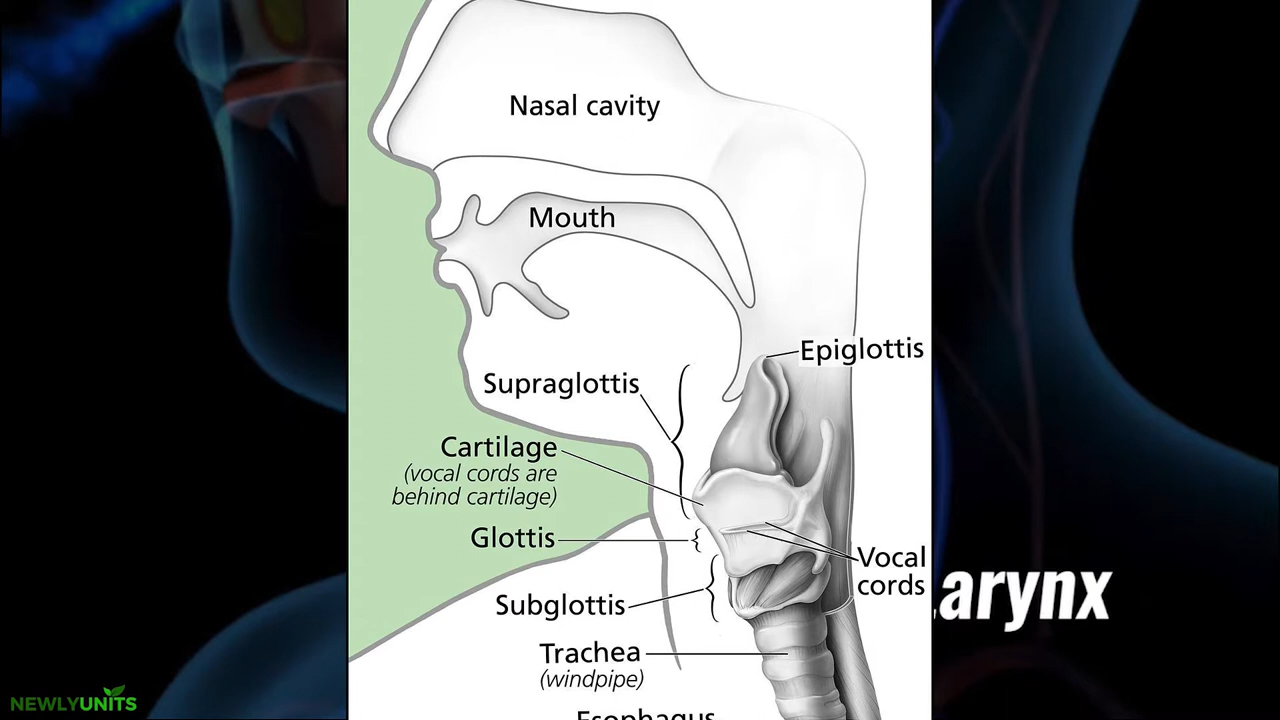 Nasal cavity
Mouth
Epiglottis
Supraglottis
Cartilage
(vocal cords are
behind cartilage)
Glottis
Vocal
cords
arynx
Subglottis
Trachea
(windpipe)
Esophagus
NEWLYUNITS